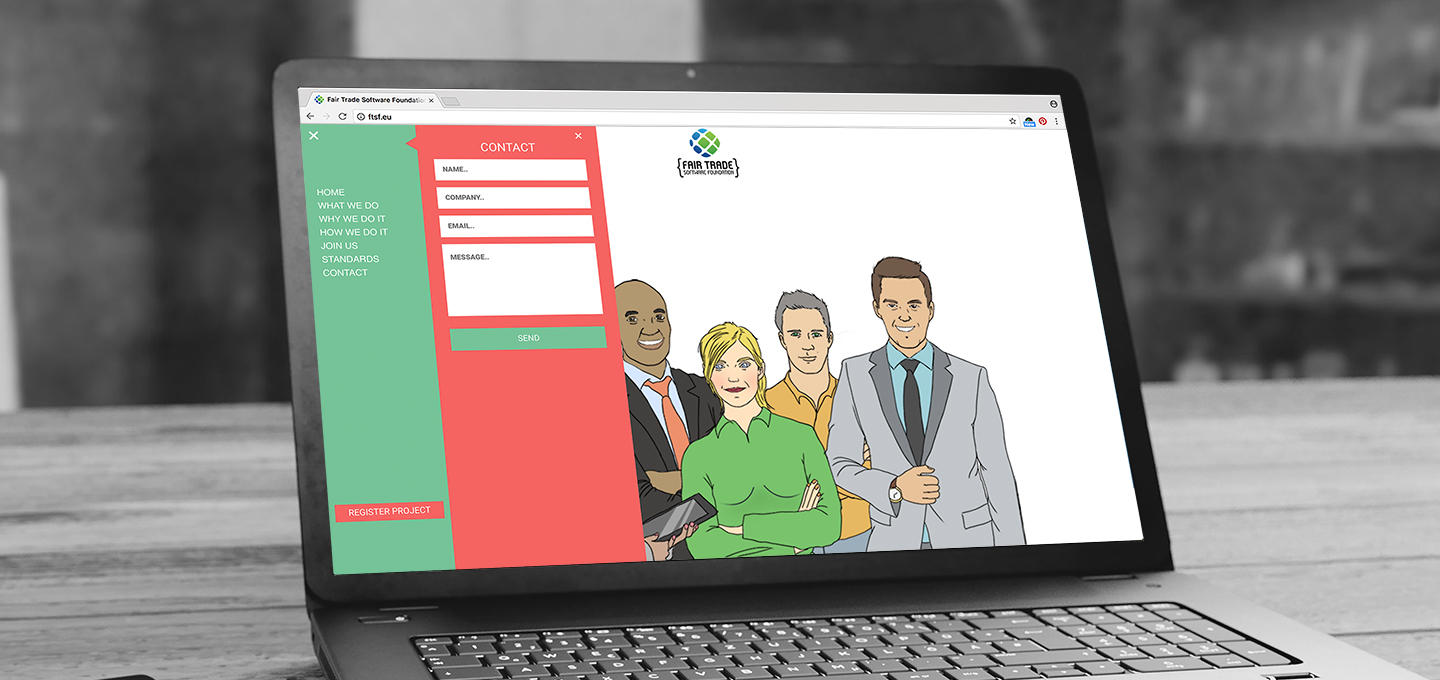 Fair Trade Software Foundation
ftsf.eu
CONTACT
NAME..
COMPANY..
EMAIL..
MESSAGE..
SEND
HOME
WHAT WE DO
WHY WE DO IT
HOW WE DO IT
JOIN US
STANDARDS
CONTACT
REGISTER PROJECT
{FAIR TRADE}
SOFTWARE FOUNDATION